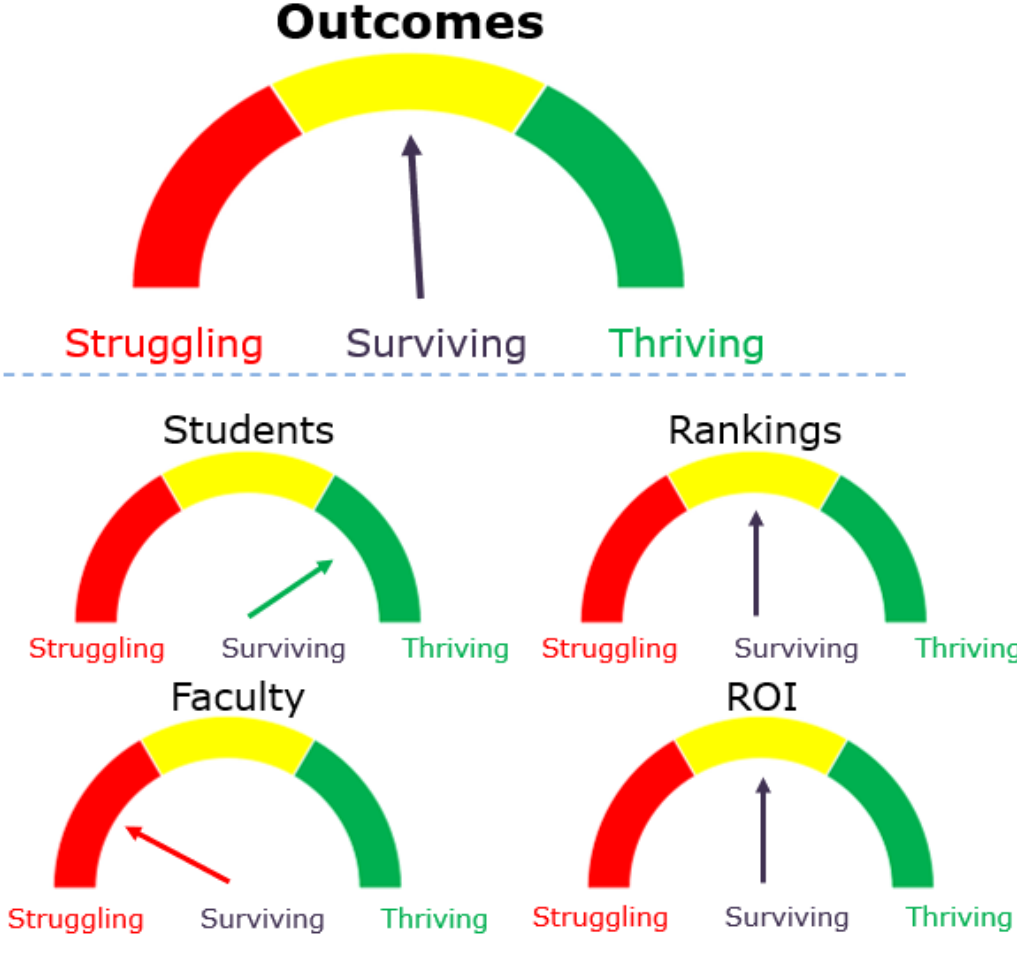 Outcomes
Struggling Surviving Thriving
Students Rankings
Struggling Surviving Thriving Struggling Surviving Thriving
Faculty ROI
Struggling Surviving Thriving Struggling Surviving Thriving